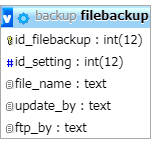 v backup filebackup
id_filebackup : int(12)
id_setting : int(12)
file_name : text
update_by : text
ftp_by : text